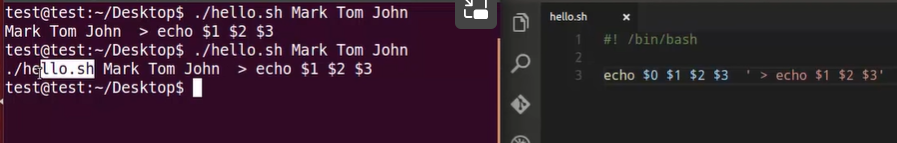 test@test:~/Desktop$ ./hello.sh Mark Tom John
Mark Tom John  > echo $1 $2 $3
test@test:~/Desktop$ ./hello.sh Mark Tom John
./hello.sh Mark Tom John  > echo $1 $2 $3
test@test:~/Desktop$
hello.sh ×
1 #! /bin/bash
2
3 echo $0 $1 $2 $3  ' > echo $1 $2 $3'